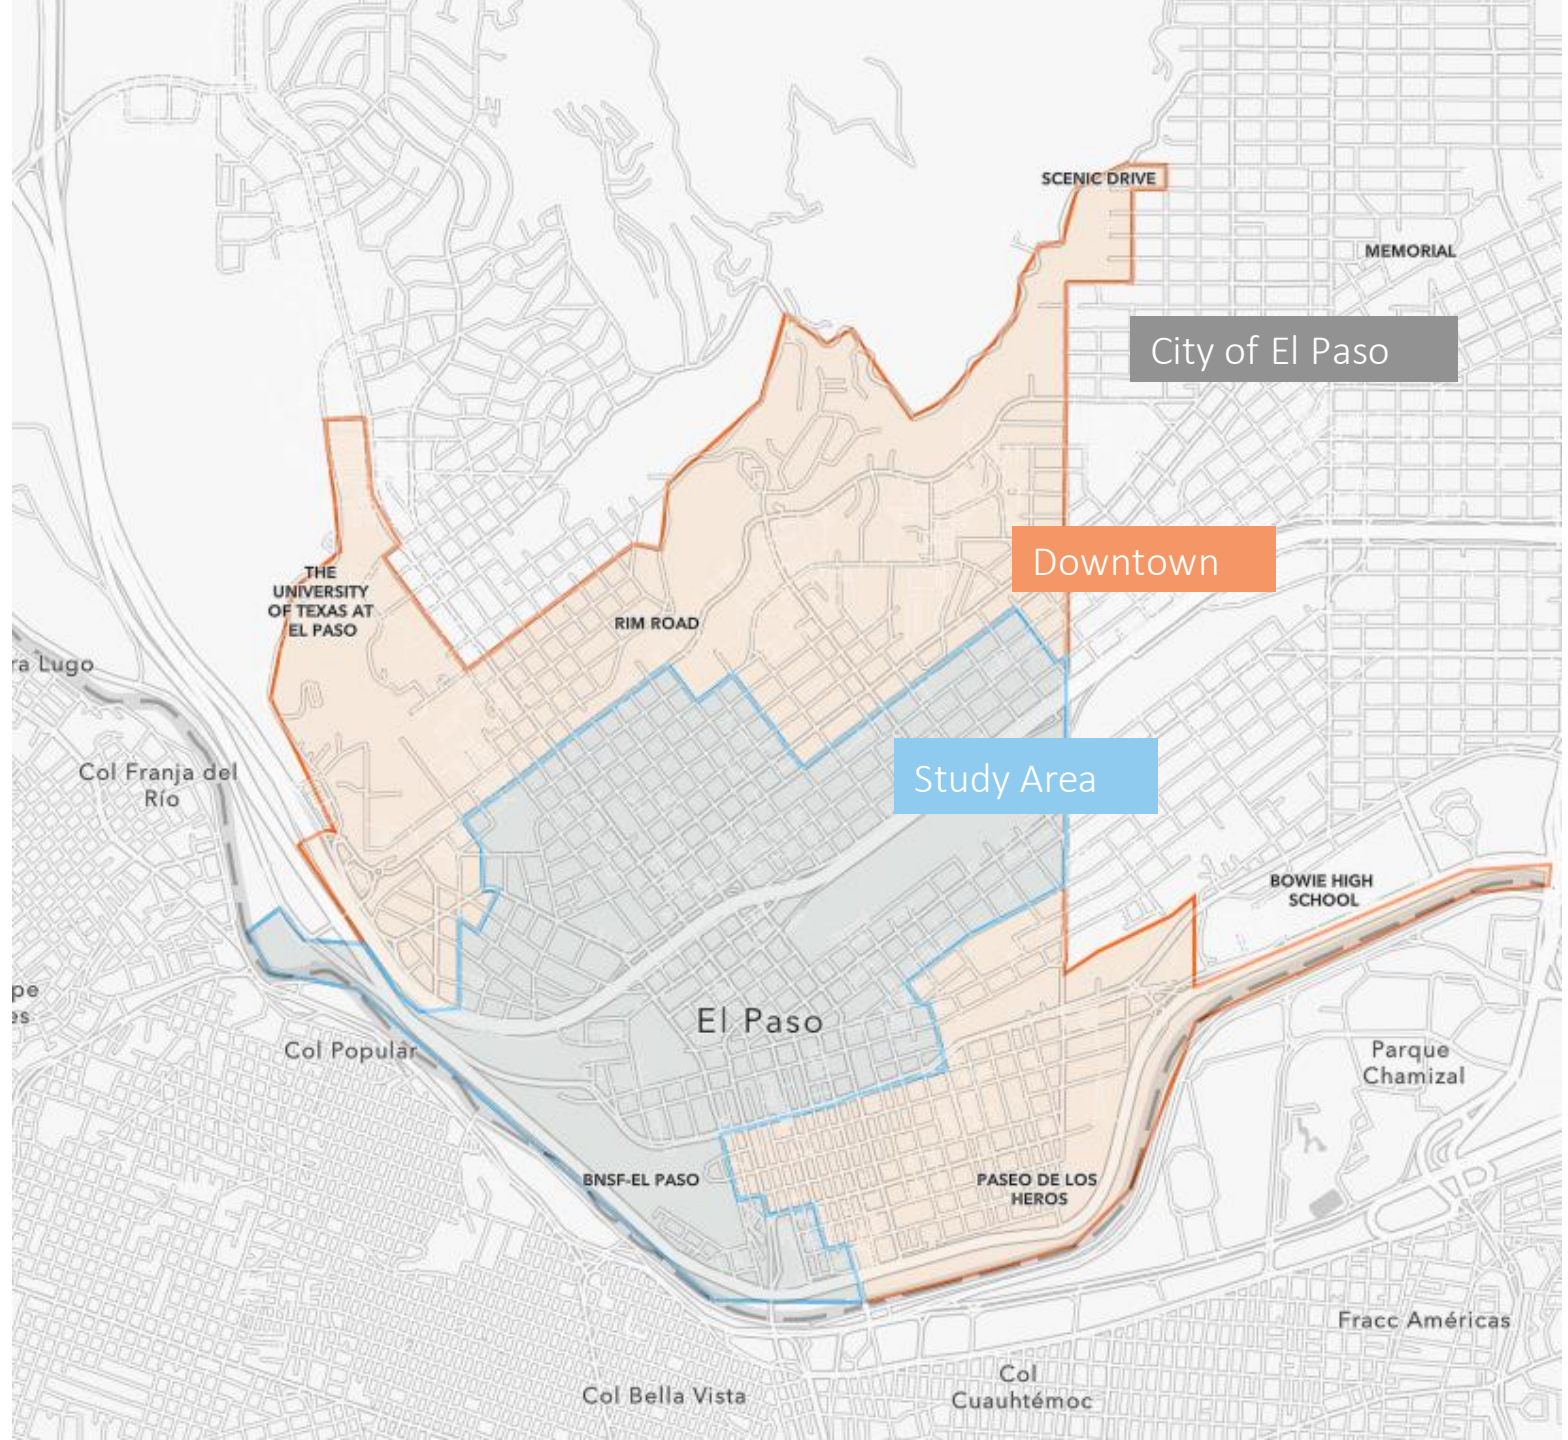 SCENIC DRIVE
MEMORIAL
City of El Paso
Downtown
THE
UNIVERSITY
OF TEXAS AT
EL PASO
RIM ROAD
ra Lugo
Col Franja del
Río
Study Area
BOWIE HIGH
SCHOOL
pe
es
El Paso
Col Popular
Parque
Chamizal
BNSF-EL PASO
PASEO DE LOS
HEROS
Fracc Américas
Col Bella Vista
Col
Cuauhtémoc